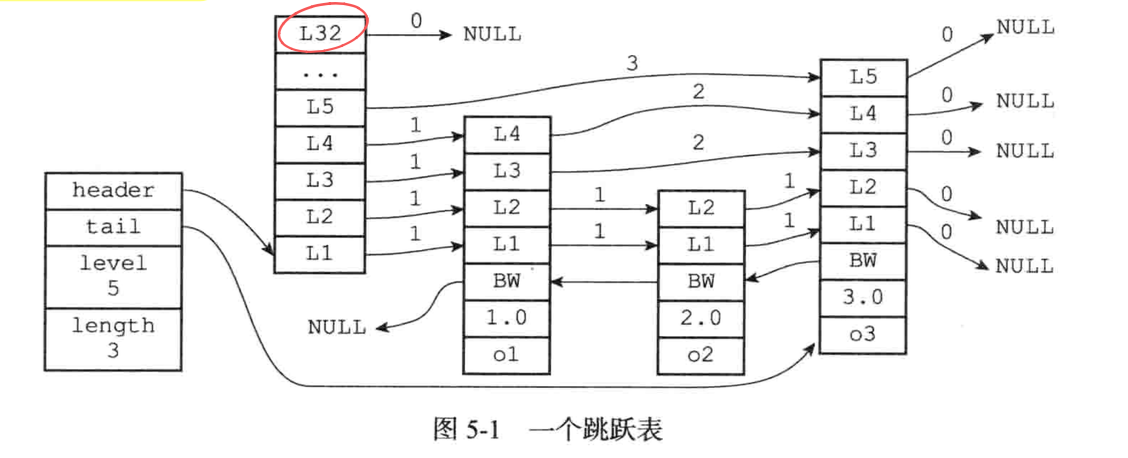 L32
0
NULL
...
L5
3
L4
1
L3
1
L2
1
L1
1
header
tail
level
5
length
3
L4
2
L3
2
L2
1
L1
1
BW
1.0
o1
NULL
L2
1
L1
1
BW
2.0
o2
L5
0
NULL
L4
0
NULL
L3
0
NULL
L2
0
NULL
L1
0
NULL
BW
3.0
o3
图 5-1 一个跳跃表